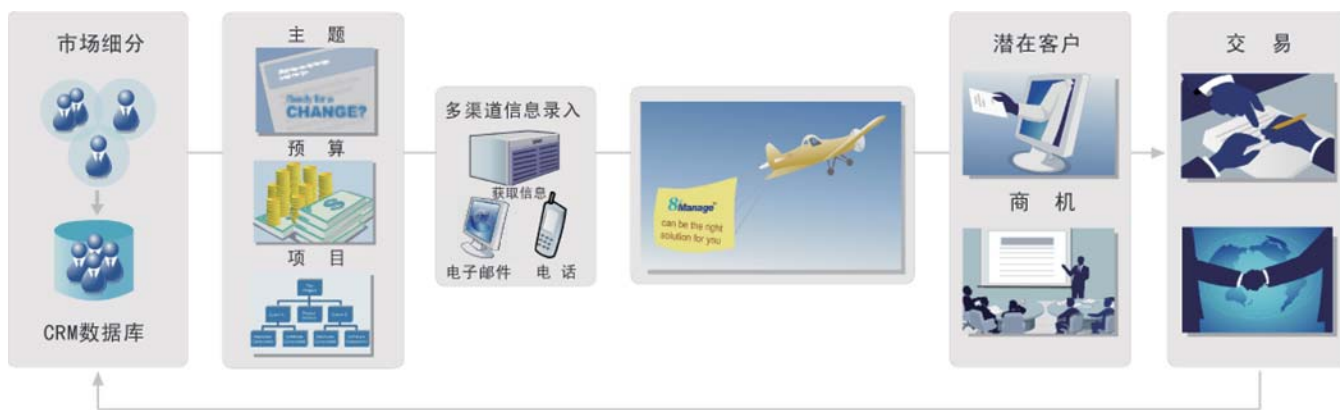 市场细分
CRM数据库
主 题
Ready for a
CHANGE?
预 算
项 目
多渠道信息录入
获取信息
电子邮件
电 话
8Manage
can be the right
solution for you
潜在客户
商 机
交 易